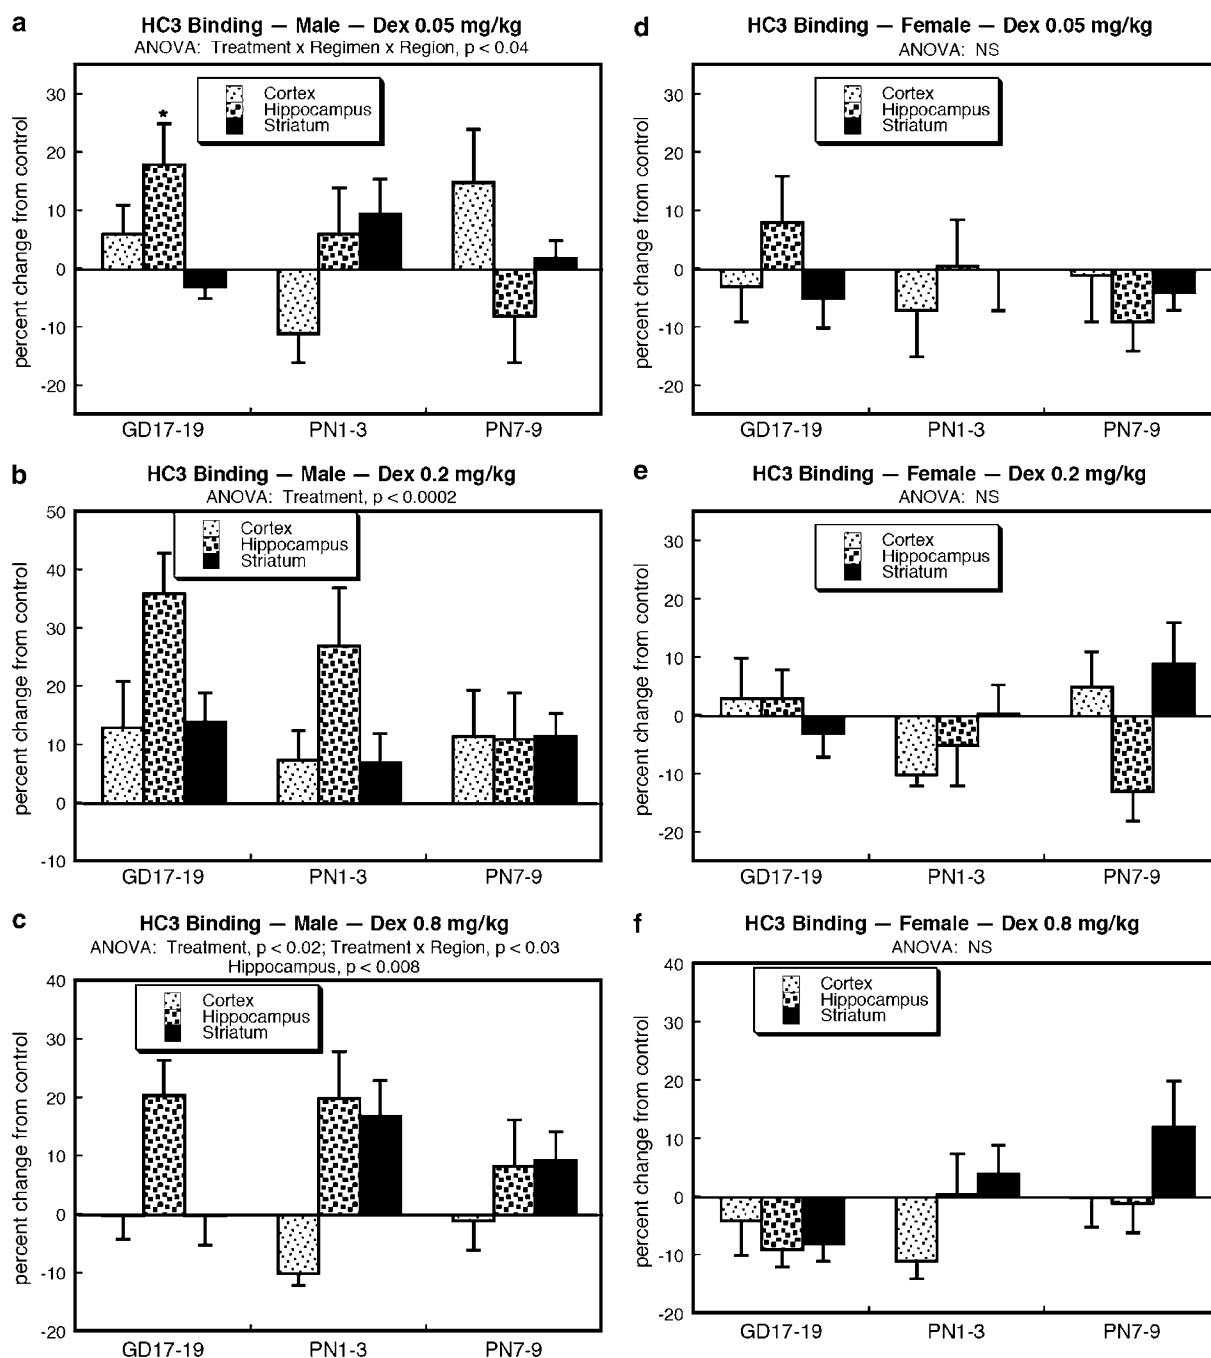 a
HC3 Binding — Male — Dex 0.05 mg/kg
ANOVA: Treatment x Regimen x Region, p < 0.04
percent change from control
30
20
10
0
-10
-20
*
Cortex
Hippocampus
Striatum
GD17-19 PN1-3 PN7-9
d
HC3 Binding — Female — Dex 0.05 mg/kg
ANOVA: NS
percent change from control
30
20
10
0
-10
-20
Cortex
Hippocampus
Striatum
GD17-19 PN1-3 PN7-9
b
HC3 Binding — Male — Dex 0.2 mg/kg
ANOVA: Treatment, p < 0.0002
percent change from control
50
40
30
20
10
0
-10
Cortex
Hippocampus
Striatum
GD17-19 PN1-3 PN7-9
e
HC3 Binding — Female — Dex 0.2 mg/kg
ANOVA: NS
percent change from control
30
20
10
0
-10
-20
Cortex
Hippocampus
Striatum
GD17-19 PN1-3 PN7-9
c
HC3 Binding — Male — Dex 0.8 mg/kg
ANOVA: Treatment, p < 0.02; Treatment x Region, p < 0.03
Hippocampus, p < 0.008
percent change from control
40
30
20
10
0
-10
-20
Cortex
Hippocampus
Striatum
GD17-19 PN1-3 PN7-9
f
HC3 Binding — Female — Dex 0.8 mg/kg
ANOVA: NS
percent change from control
40
30
20
10
0
-10
-20
Cortex
Hippocampus
Striatum
GD17-19 PN1-3 PN7-9